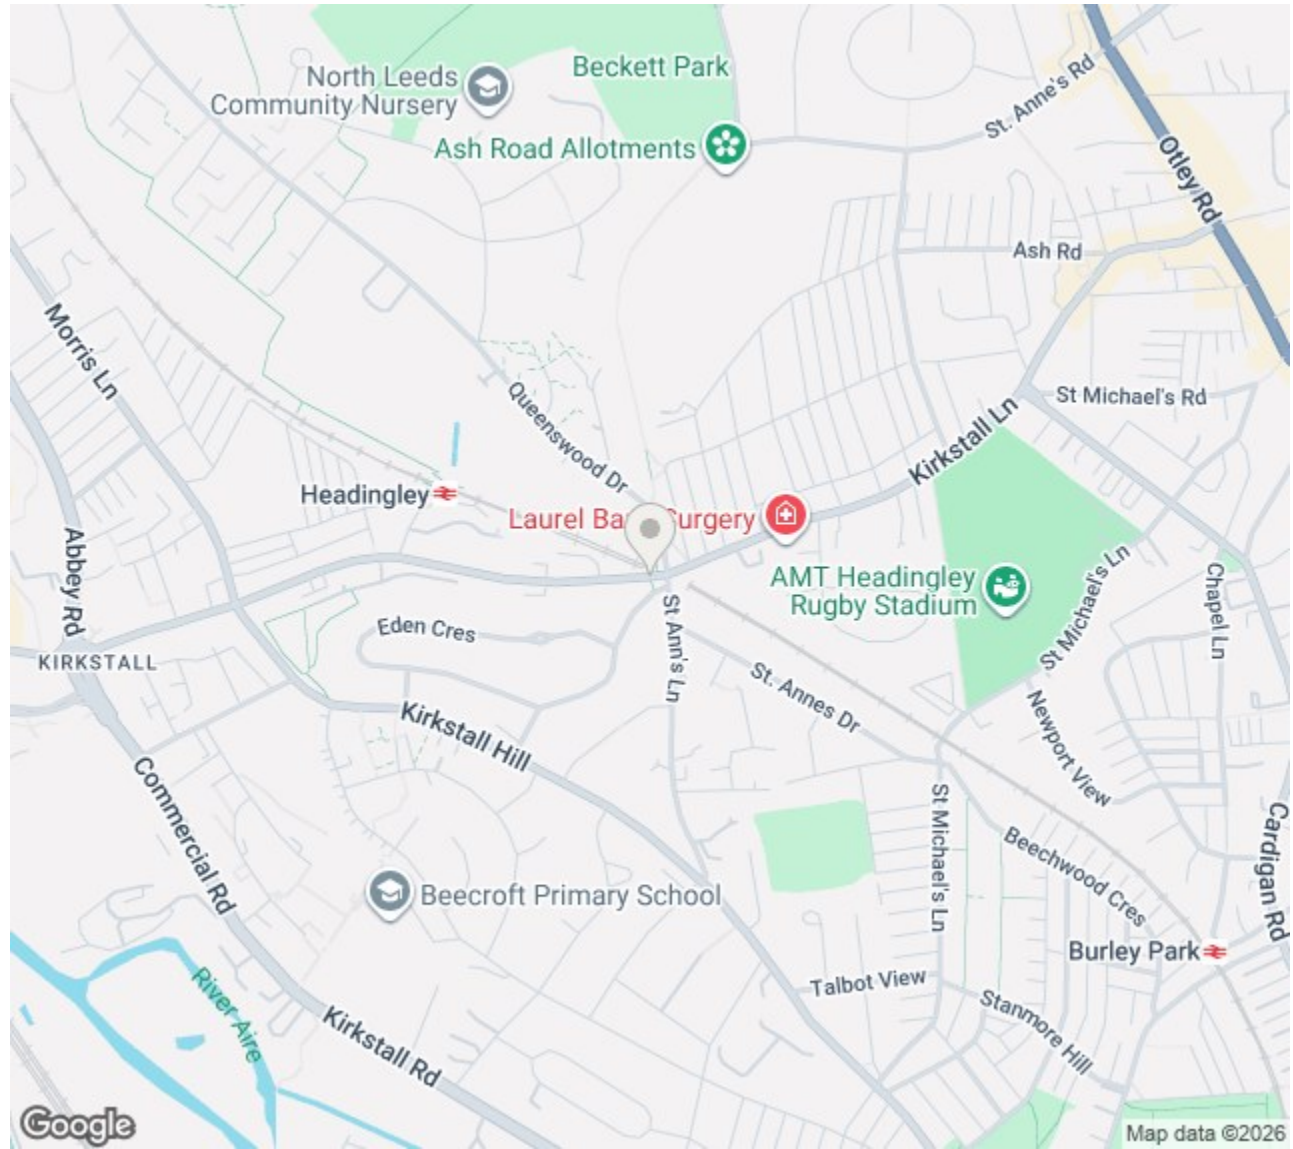 Beckett Park
North Leeds
Community Nursery
St. Anne's Rd
Ash Road Allotments
Otley Rd
Ash Rd
Morris Ln
Queenswood Dr
St Michael's Rd
Kirkstall Ln
Headingley
Laurel Ba Surgery
Abbey Rd
AMT Headingley
Rugby Stadium
St Michael's Ln
Chapel Ln
Eden Cres
St Ann's Ln
KIRKSTALL
St. Annes Dr
Newport View
Kirkstall Hill
Commercial Rd
St Michael's Ln
Beechwood Cres
Cardigan Rd
Beecroft Primary School
Burley Park
River Aire
Talbot View
Stanmore Hill
Kirkstall Rd
Google
Map data ©2026